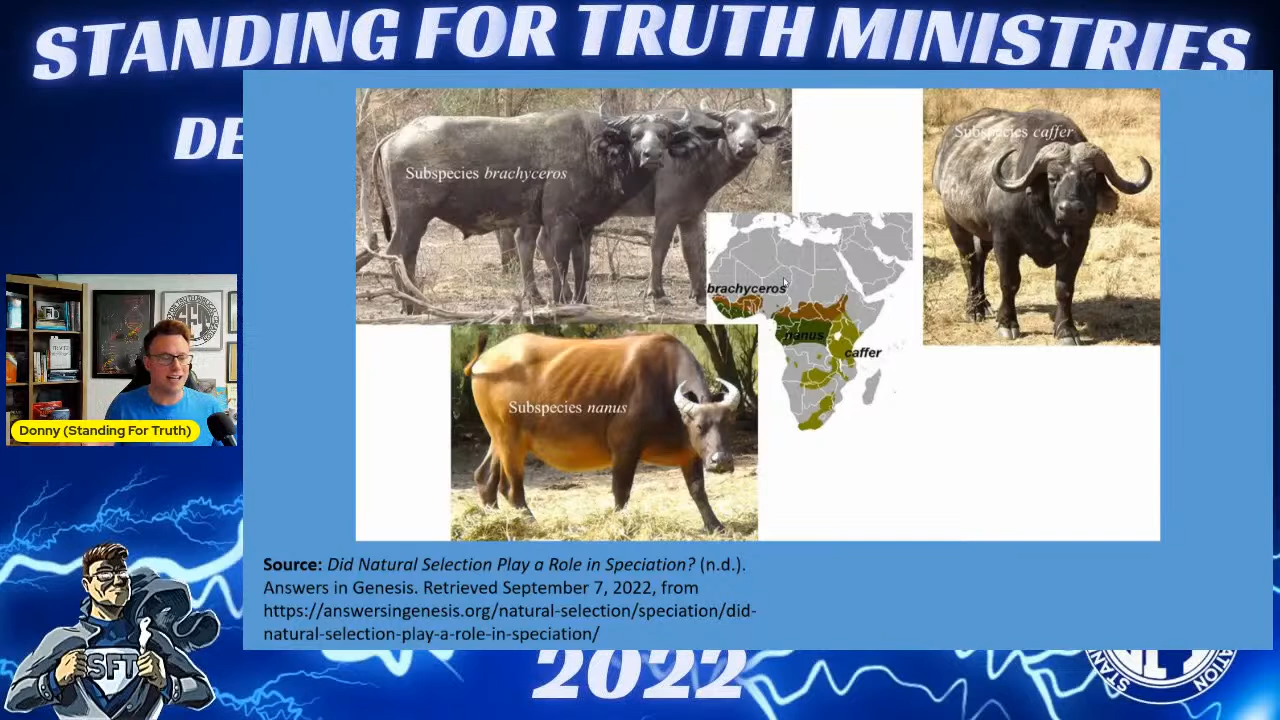 STANDING FOR TRUTH MINISTRIES
DE
Subspecies brachyceros
Subspecies caffer
brachyceros
nanus
caffer
Subspecies nanus
Donny (Standing For Truth)
Source: Did Natural Selection Play a Role in Speciation? (n.d.).
Answers in Genesis. Retrieved September 7, 2022, from
https://answersingenesis.org/natural-selection/speciation/did-
natural-selection-play-a-role-in-speciation/
SFT
2022